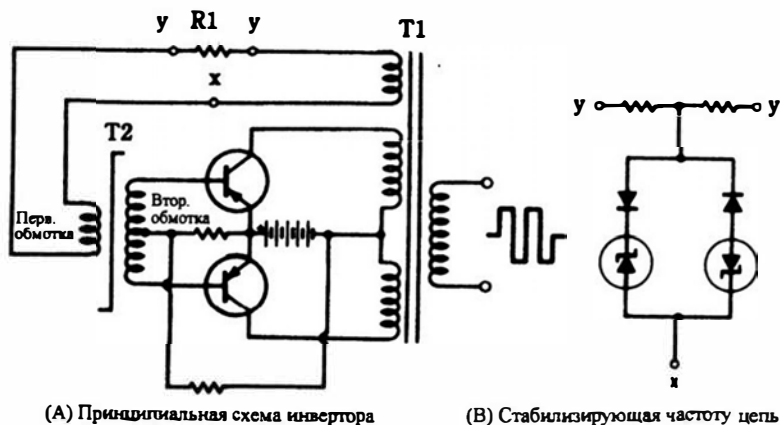 y R1 y T1
x
y y
T2
Перв.
обмотка
Втор.
обмотка
x
(A) Принципиальная схема инвертора
(B) Стабилизирующая частоту цепь